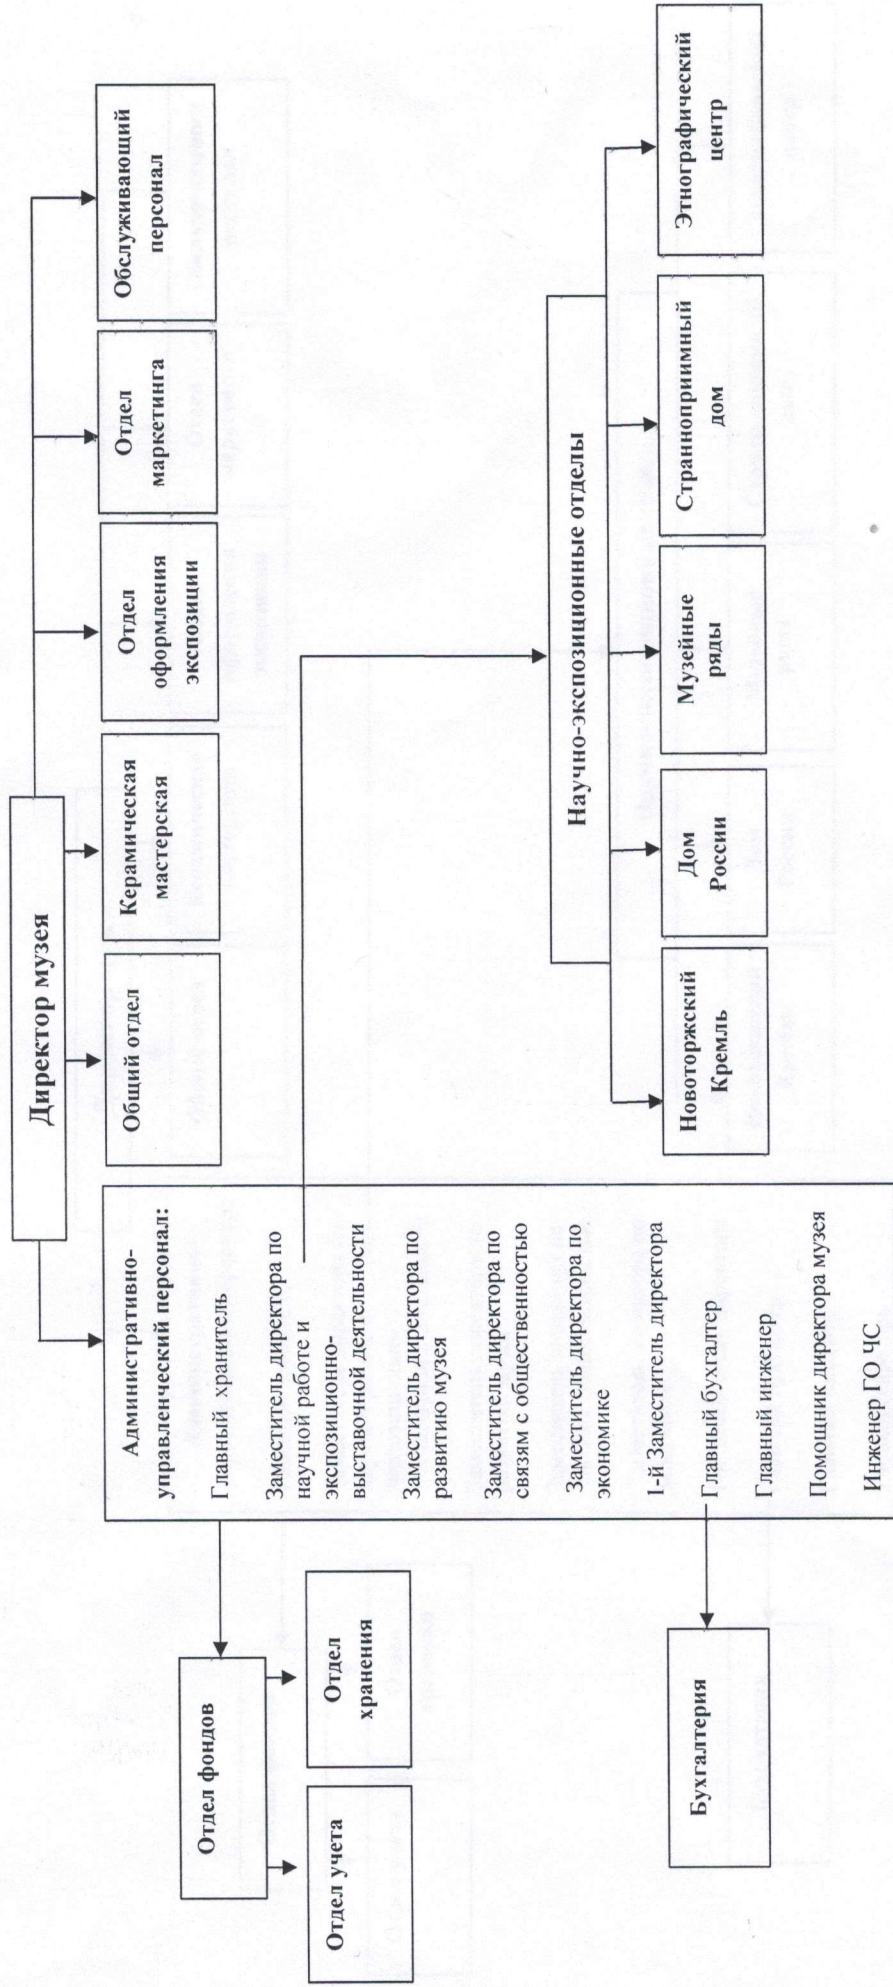 Директор музея
Административно-
управленческий персонал:
Главный хранитель
Заместитель директора по
научной работе и
экспозиционно-
выставочной деятельности
Заместитель директора по
развитию музея
Заместитель директора по
связям с общественностью
Заместитель директора по
экономике
1-й Заместитель директора
Главный бухгалтер
Главный инженер
Помощник директора музея
Инженер ГО ЧС
Общий отдел
Керамическая
мастерская
Отдел
оформления
экспозиции
Отдел
маркетинга
Обслуживающий
персонал
Отдел фондов
Отдел учета
Отдел
хранения
Бухгалтерия
Научно-экспозиционные отделы
Новоторжский
Кремль
Дом
России
Музейные
ряды
Странноприимный
дом
Этнографический
центр